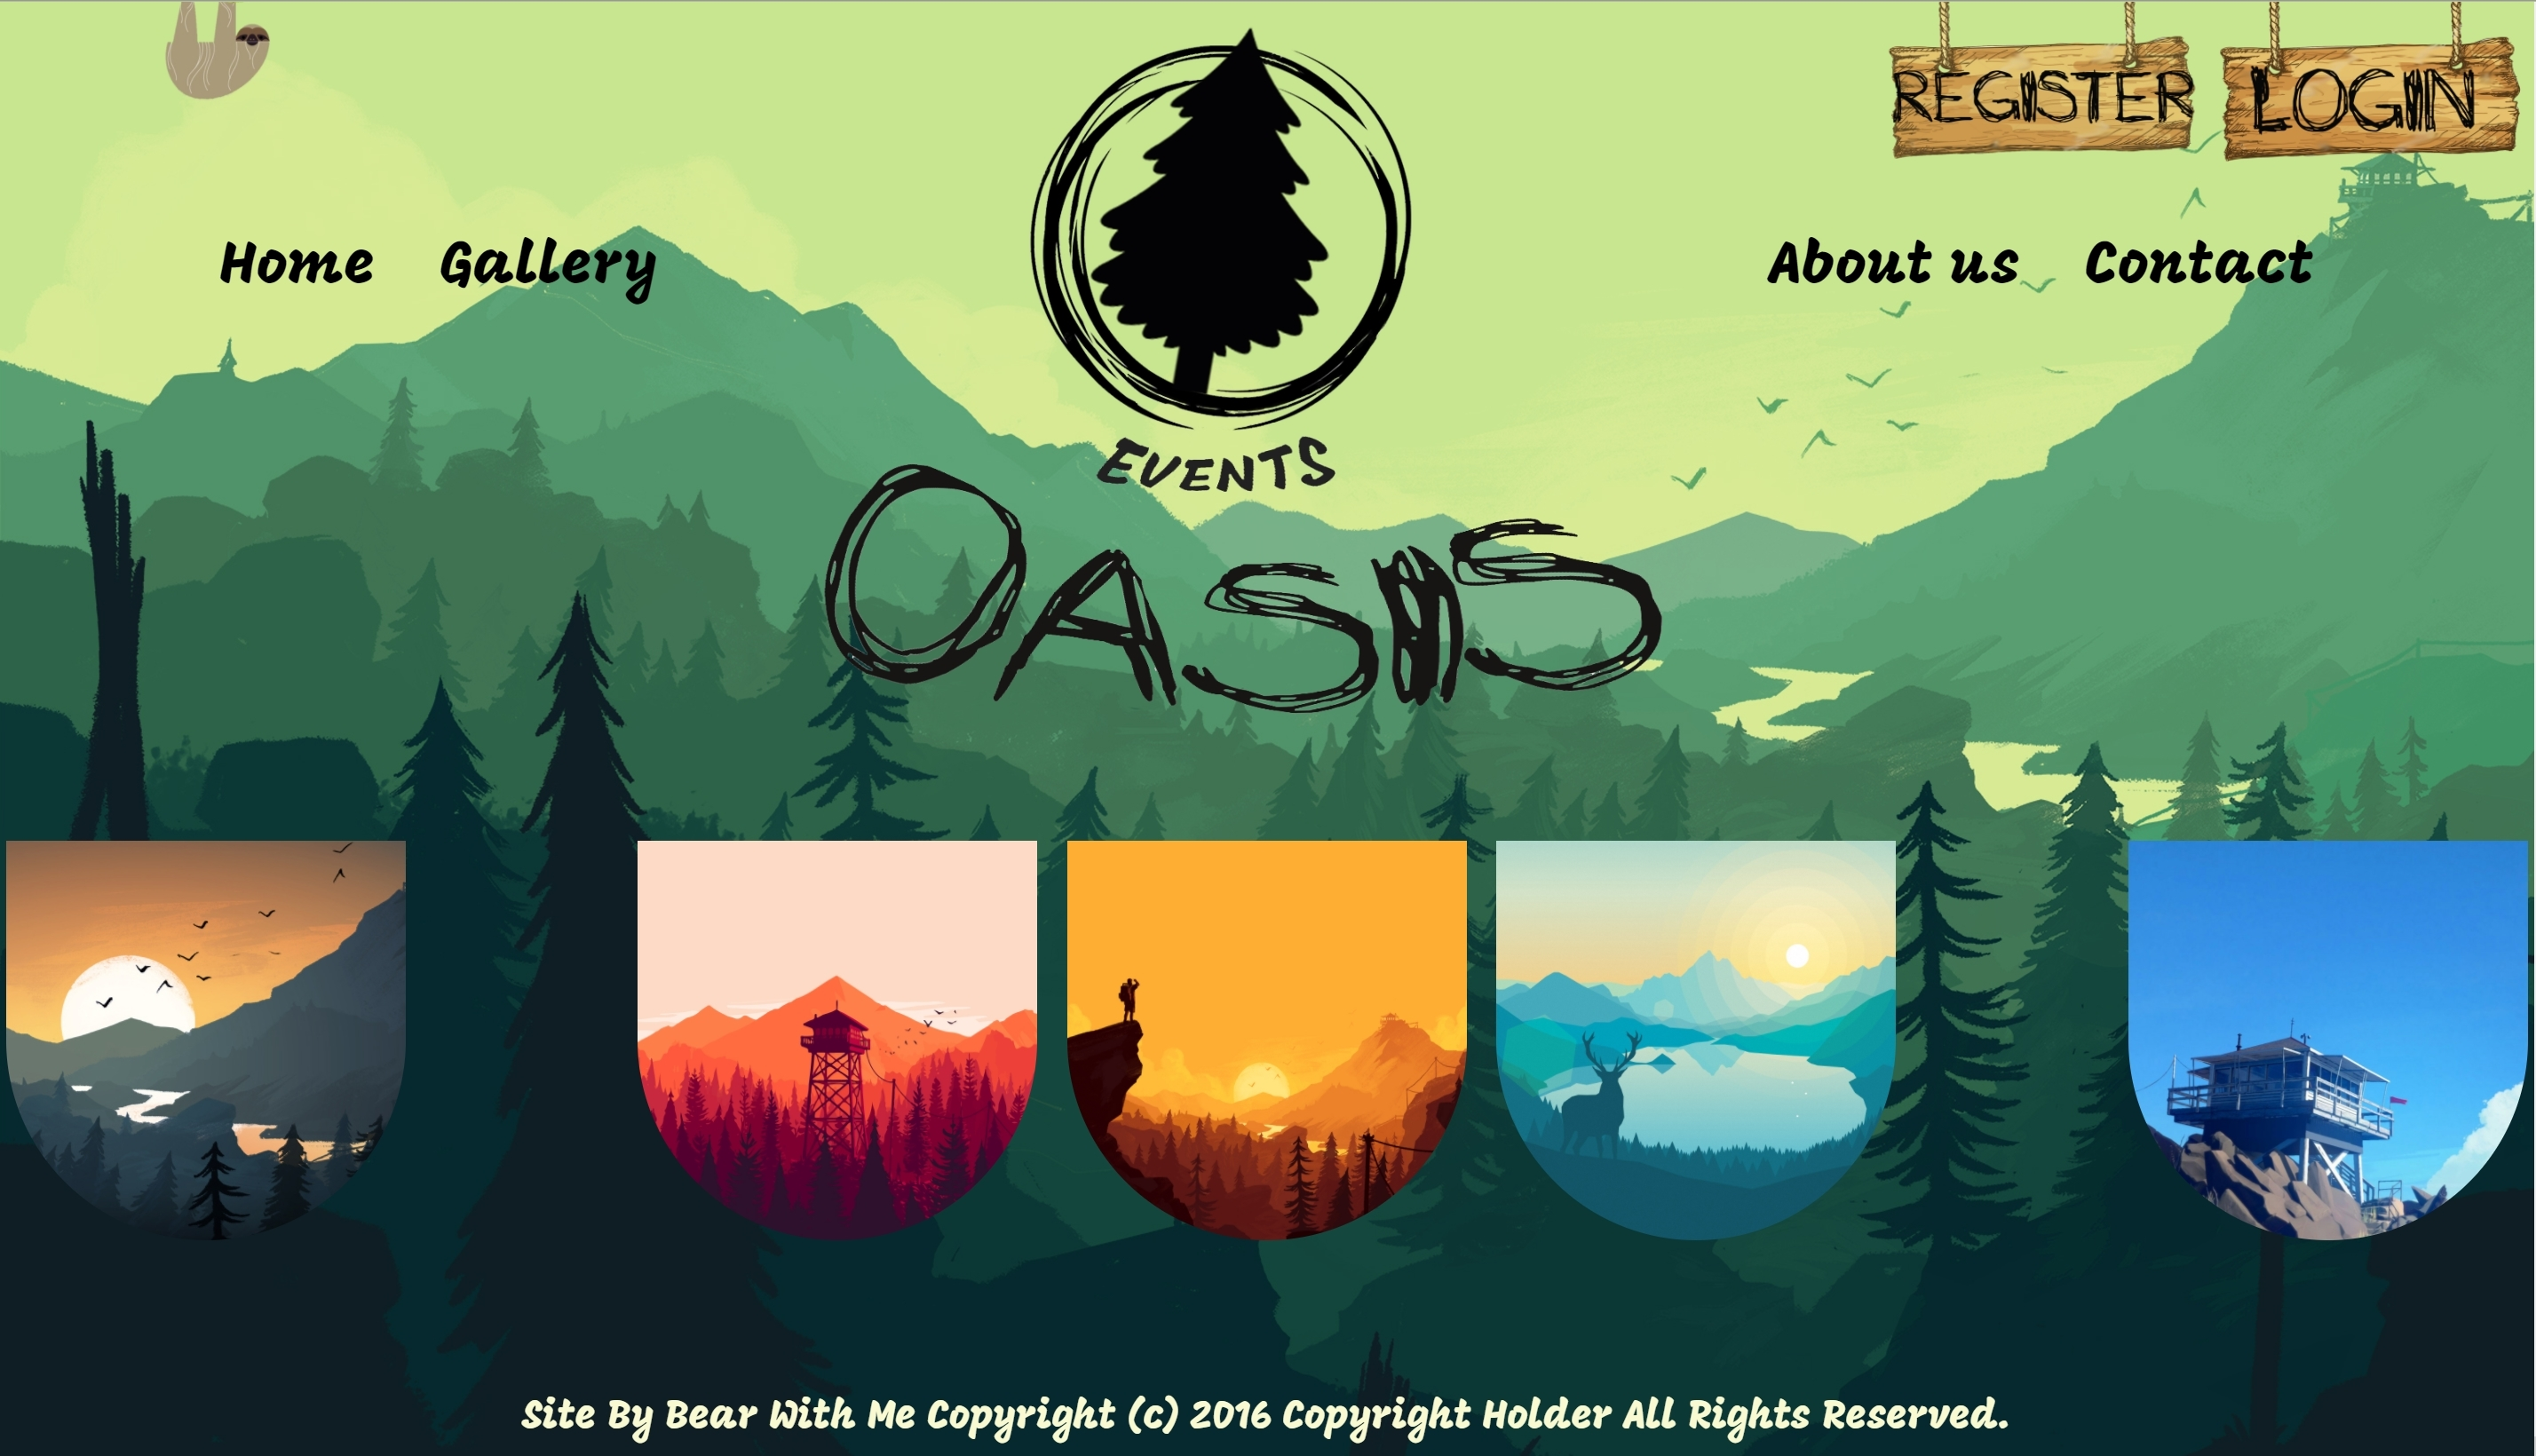 REGISTER LOGIN
Home Gallery About us Contact
EVENTS
OASIS
Site By Bear With Me Copyright (c) 2016 Copyright Holder All Rights Reserved.